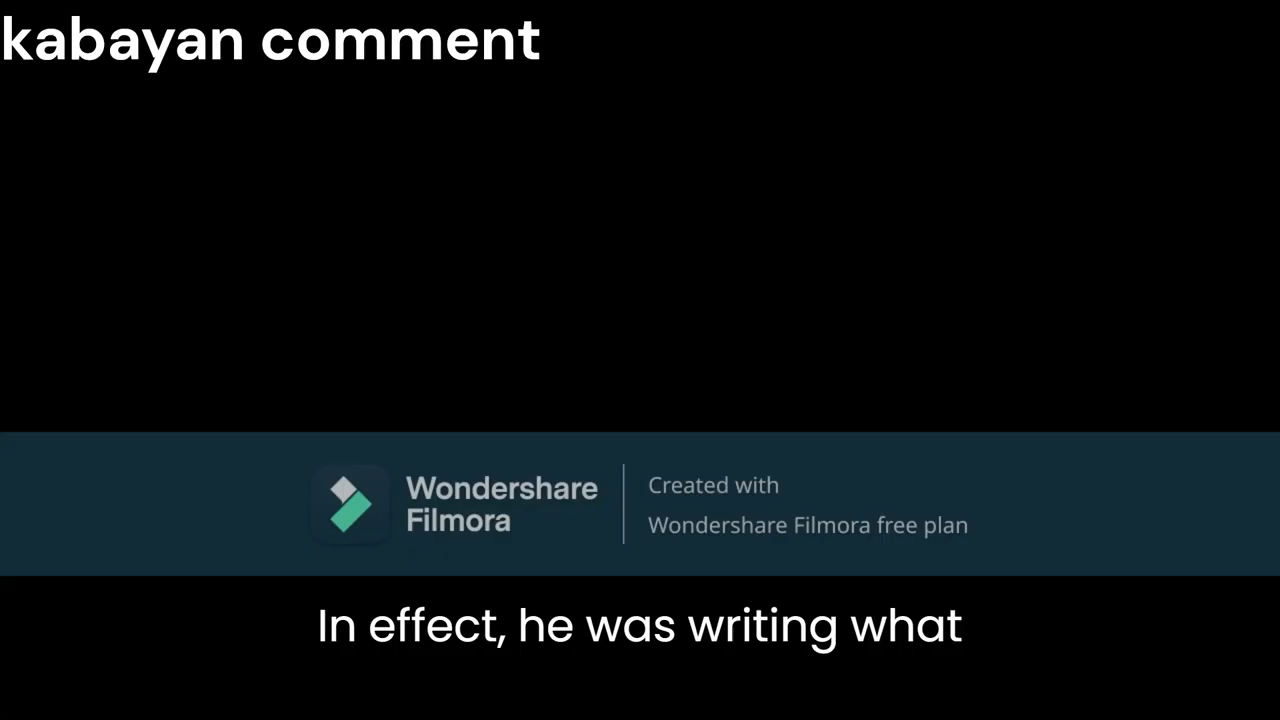 kabayan comment
Wondershare
Filmora
Created with
Wondershare Filmora free plan
In effect, he was writing what